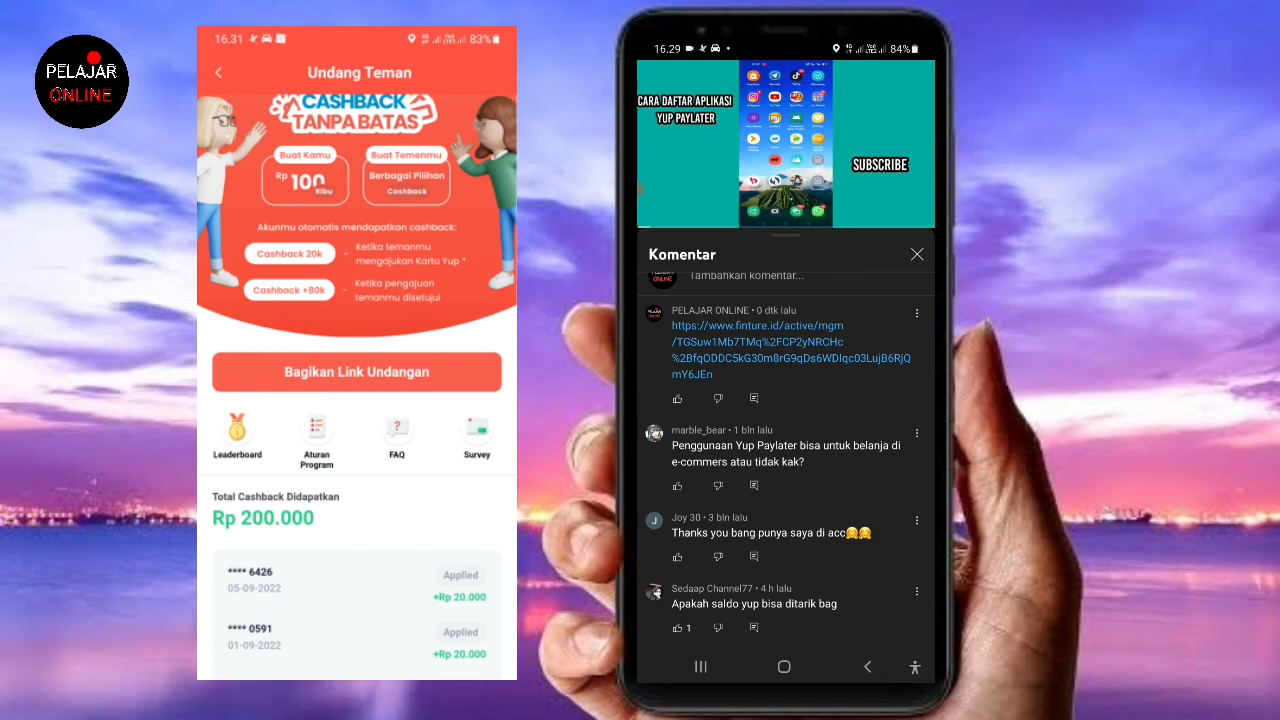 PELAJAR
ONLINE
16.31
83%
Undang Teman
CASHBACK
TANPA BATAS
Buat Kamu
Rp 100 Ribu
Buat Temenmu
Berbagai Pilihan
Cashback
Akunmu otomatis mendapatkan cashback:
Cashback 20k - Ketika temanmu
mengajukan Kartu Yup *
Cashback +80k - Ketika pengajuan
temanmu disetujui
Bagikan Link Undangan
Leaderboard
Aturan
Program
FAQ
Survey
Total Cashback Didapatkan
Rp 200.000
**** 6426
Applied
05-09-2022
+Rp 20.000
**** 0591
Applied
01-09-2022
+Rp 20.000
16.29
84%
CARA DAFTAR APLIKASI
YUP PAYLATER
SUBSCRIBE
Komentar
Tambahkan komentar...
PELAJAR ONLINE • 0 dtk lalu
https://www.finture.id/active/mgm
/TGSuw1Mb7TMq%2FCP2yNRCHc
%2BfqODDC5kG30m8rG9qDs6WDIqc03LujB6RjQ
mY6JEn
marble_bear • 1 bln lalu
Penggunaan Yup Paylater bisa untuk belanja di
e-commers atau tidak kak?
J
Joy 30 • 3 bln lalu
Thanks you bang punya saya di acc🤗🤗
Sedaap Channel77 • 4 h lalu
Apakah saldo yup bisa ditarik bag
1